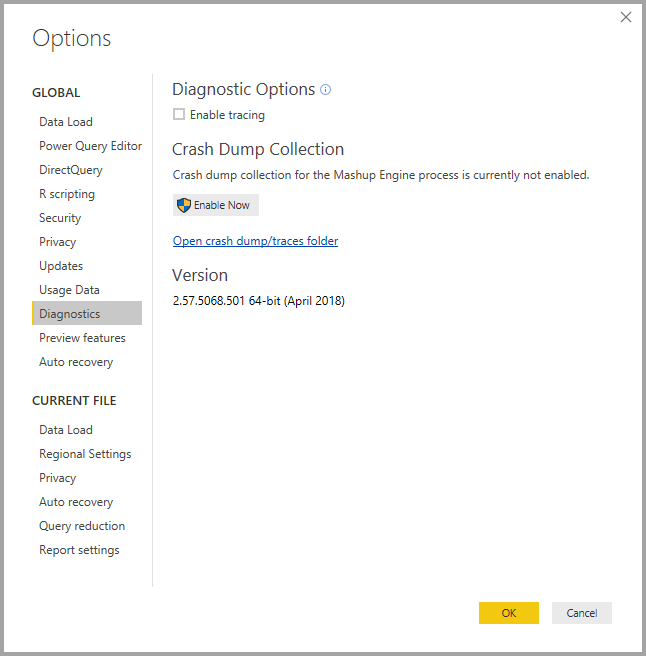 Options
GLOBAL
Data Load
Power Query Editor
DirectQuery
R scripting
Security
Privacy
Updates
Usage Data
Diagnostics
Preview features
Auto recovery
CURRENT FILE
Data Load
Regional Settings
Privacy
Auto recovery
Query reduction
Report settings
Diagnostic Options
Enable tracing
Crash Dump Collection
Crash dump collection for the Mashup Engine process is currently not enabled.
Enable Now
Open crash dump/traces folder
Version
2.57.5068.501 64-bit (April 2018)
OK
Cancel